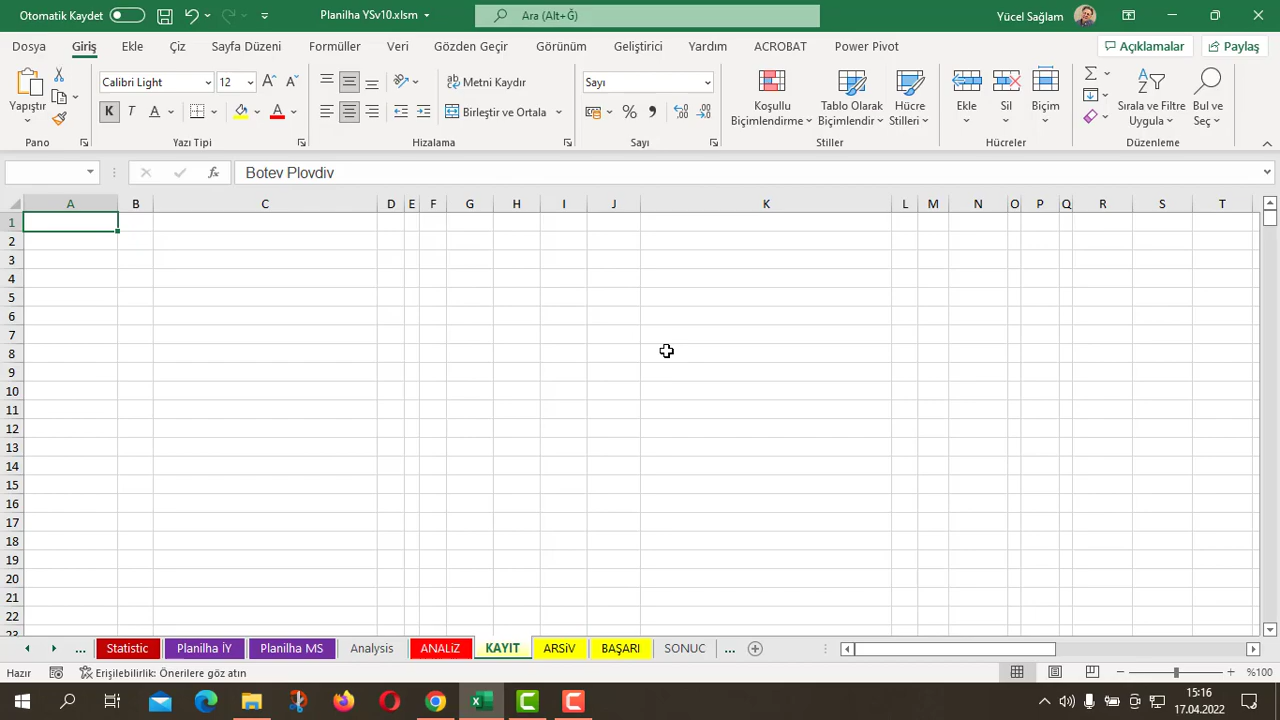 Otomatik Kaydet
Planilha YSv10.xlsm
Ara (Alt+Ğ)
Yücel Sağlam
Dosya Giriş Ekle Çiz Sayfa Düzeni Formüller Veri Gözden Geçir Görünüm Geliştirici Yardım ACROBAT Power Pivot Açıklamalar Paylaş
Yapıştır
Calibri Light 12
K T A A
Metni Kaydır
Birleştir ve Ortala
Sayı
Koşullu Biçimlendirme
Tablo Olarak Biçimlendir
Hücre Stilleri
Ekle
Sil
Biçim
Sırala ve Filtre Uygula
Bul ve Seç
Pano Yazı Tipi Hizalama Sayı Stiller Hücreler Düzenleme
fx Botev Plovdiv
A B C D E F G H I J K L M N O P Q R S T
1
2
3
4
5
6
7
8
9
10
11
12
13
14
15
16
17
18
19
20
21
22
23
... Statistic Planilha İY Planilha MS Analysis ANALiZ KAYIT ARSiV BAŞARI SONUC ...
Hazır Erişilebilirlik: Önerilere göz atın %100
15:16
17.04.2022